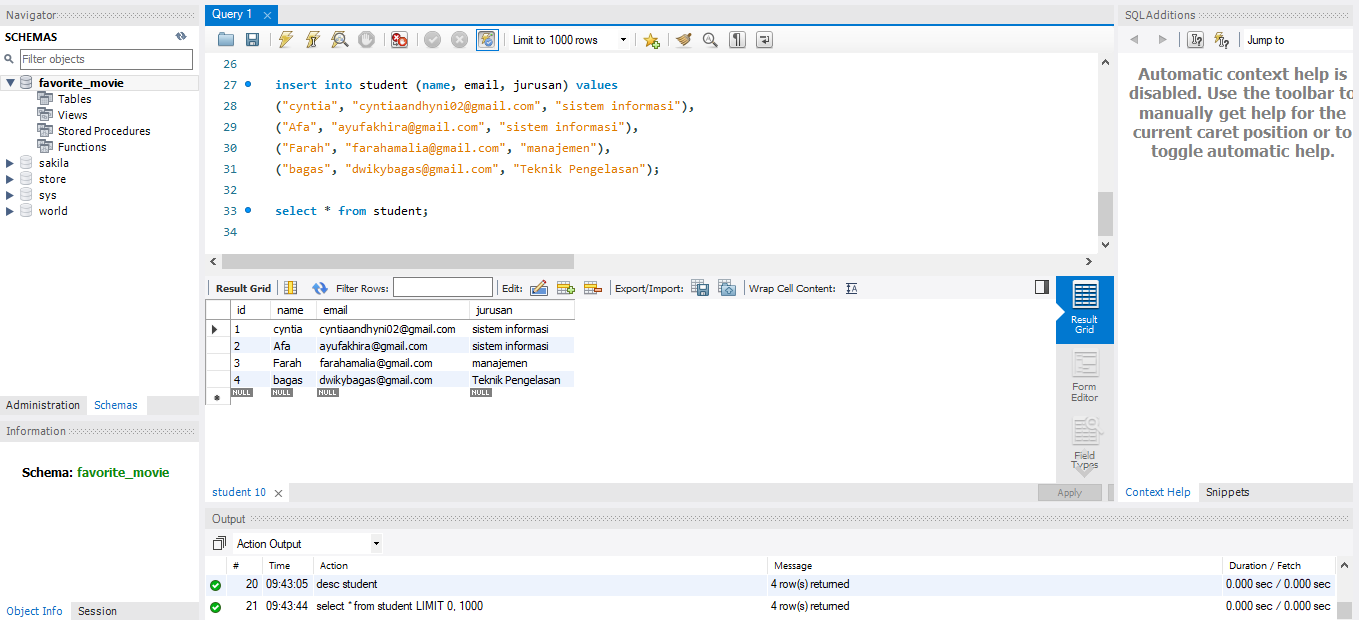 Navigator
SCHEMAS
Filter objects
favorite_movie
Tables
Views
Stored Procedures
Functions
sakila
store
sys
world
Administration Schemas
Information
Schema: favorite_movie
Object Info Session
Query 1
Limit to 1000 rows
26
27 insert into student (name, email, jurusan) values
28 ("cyntia", "cyntiaandhyni02@gmail.com", "sistem informasi"),
29 ("Afa", "ayufakhira@gmail.com", "sistem informasi"),
30 ("Farah", "farahamalia@gmail.com", "manajemen"),
31 ("bagas", "dwikybagas@gmail.com", "Teknik Pengelasan");
32
33 select * from student;
34
Result Grid Filter Rows: Edit: Export/Import: Wrap Cell Content: IA
id name email jurusan
1 cyntia cyntiaandhyni02@gmail.com sistem informasi
2 Afa ayufakhira@gmail.com sistem informasi
3 Farah farahamalia@gmail.com manajemen
4 bagas dwikybagas@gmail.com Teknik Pengelasan
NULL NULL NULL NULL
Result
Grid
Form
Editor
Field
Types
student 10 Apply
Output
Action Output
# Time Action Message Duration / Fetch
20 09:43:05 desc student 4 row(s) returned 0.000 sec / 0.000 sec
21 09:43:44 select * from student LIMIT 0, 1000 4 row(s) returned 0.000 sec / 0.000 sec
SQLAdditions
Jump to
Automatic context help is
disabled. Use the toolbar to
manually get help for the
current caret position or to
toggle automatic help.
Context Help Snippets